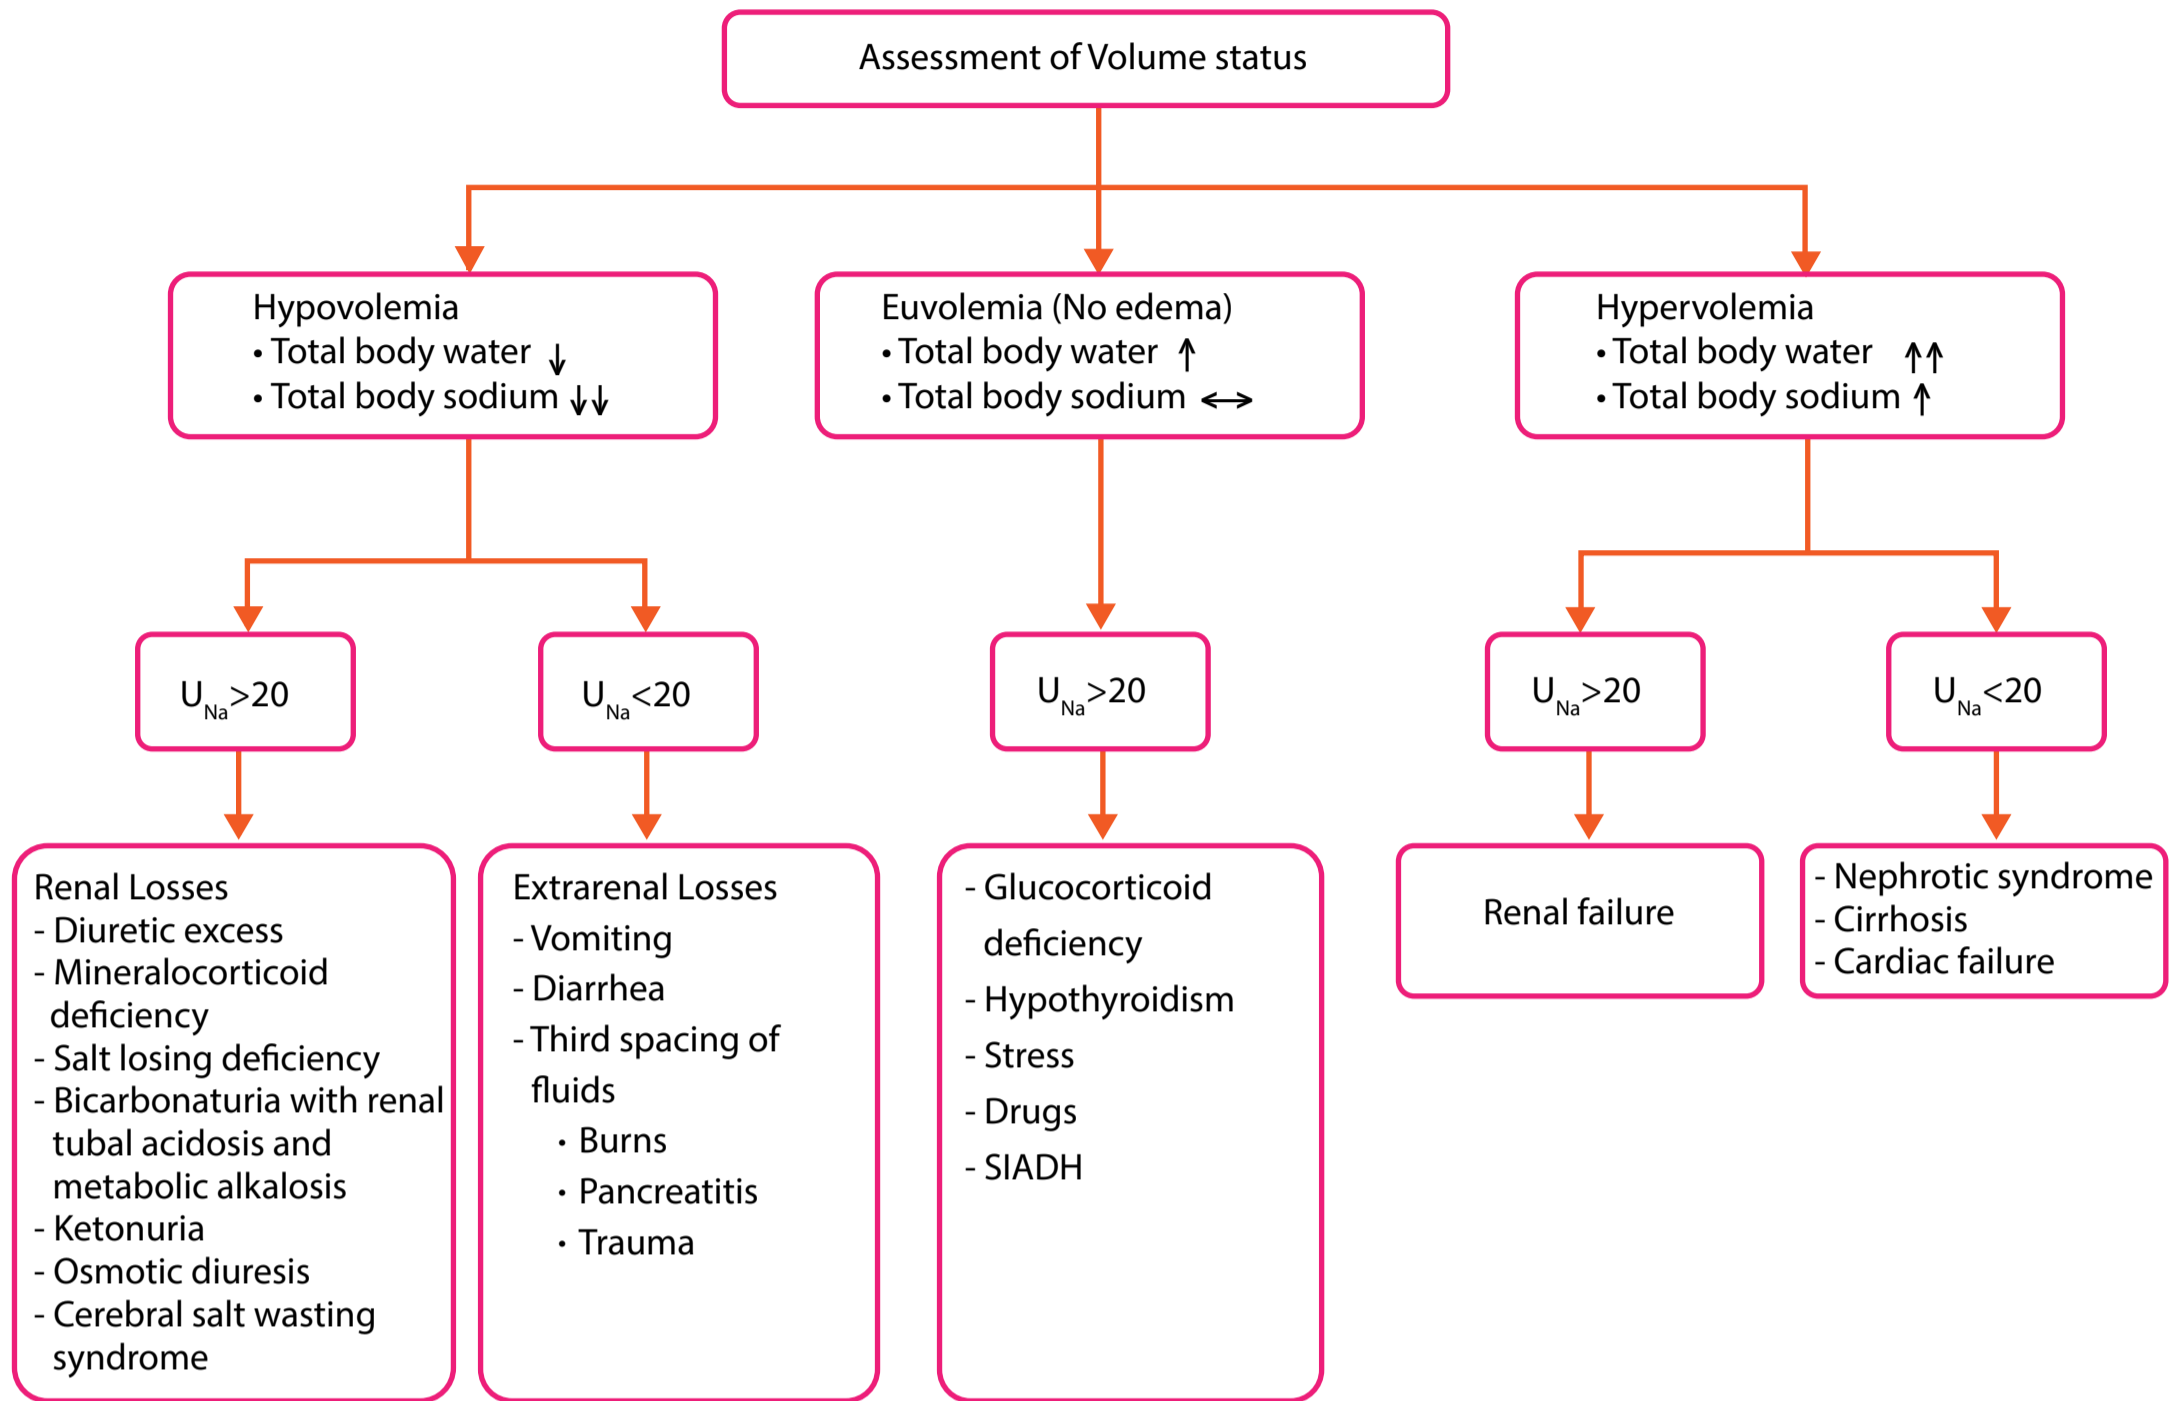 Assessment of Volume status
Hypovolemia
• Total body water ↓
• Total body sodium ↓↓
Euvolemia (No edema)
• Total body water ↑
• Total body sodium ↔
Hypervolemia
• Total body water ↑↑
• Total body sodium ↑
UNa>20
UNa<20
UNa>20
UNa>20
UNa<20
Renal Losses
- Diuretic excess
- Mineralocorticoid
deficiency
- Salt losing deficiency
- Bicarbonaturia with renal
tubal acidosis and
metabolic alkalosis
- Ketonuria
- Osmotic diuresis
- Cerebral salt wasting
syndrome
Extrarenal Losses
- Vomiting
- Diarrhea
- Third spacing of
fluids
• Burns
• Pancreatitis
• Trauma
- Glucocorticoid
deficiency
- Hypothyroidism
- Stress
- Drugs
- SIADH
Renal failure
- Nephrotic syndrome
- Cirrhosis
- Cardiac failure